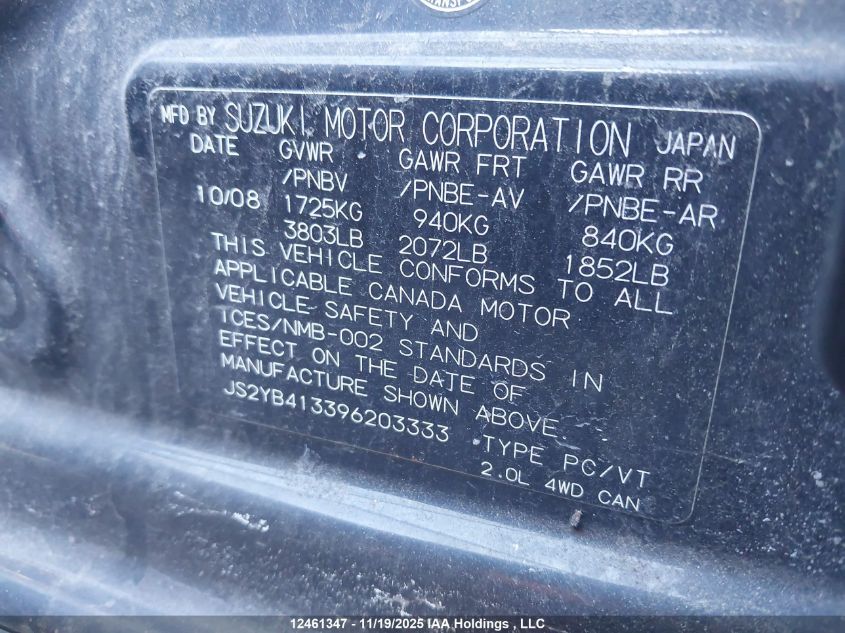 TRANSP
MFD BY SUZUKI MOTOR CORPORATION JAPAN
DATE GVWR GAWR FRT GAWR RR
/PNBV /PNBE-AV /PNBE-AR
10/08 1725KG 940KG 840KG
3803LB 2072LB 1852LB
THIS VEHICLE CONFORMS TO ALL
APPLICABLE CANADA MOTOR
VEHICLE SAFETY AND
ICES/NMB-002 STANDARDS IN
EFFECT ON THE DATE OF
MANUFACTURE SHOWN ABOVE.
JS2YB413396203333 TYPE PC/VT
2.0L 4WD CAN
12461347 - 11/19/2025 IAA Holdings , LLC